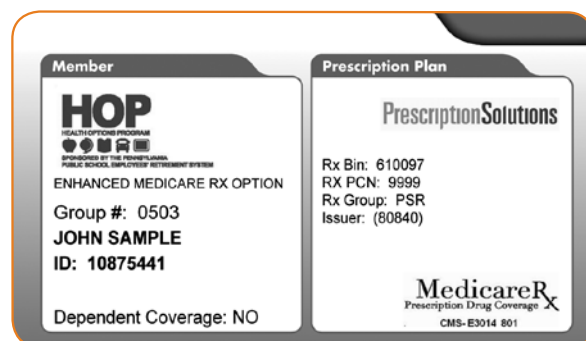 Member
HOP
HEALTH OPTIONS PROGRAM
SPONSORED BY THE PENNSYLVANIA
PUBLIC SCHOOL EMPLOYEES' RETIREMENT SYSTEM
ENHANCED MEDICARE RX OPTION
Group #: 0503
JOHN SAMPLE
ID: 10875441
Dependent Coverage: NO
Prescription Plan
PrescriptionSolutions
Rx Bin: 610097
RX PCN: 9999
Rx Group: PSR
Issuer: (80840)
MedicareRx
Prescription Drug Coverage
CMS- E3014 801